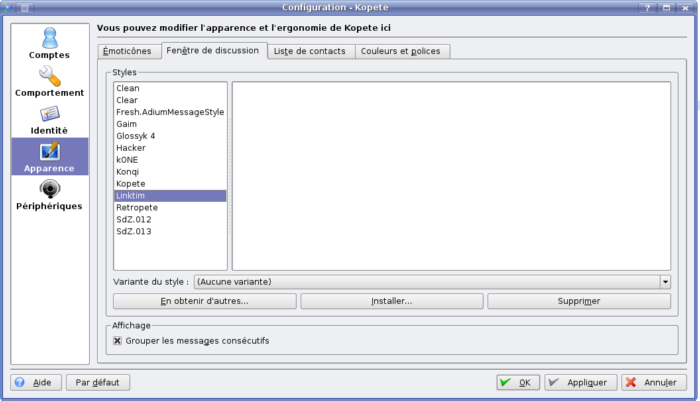 Configuration - Kopete
Vous pouvez modifier l'apparence et l'ergonomie de Kopete ici
Comptes
Comportement
Identité
Apparence
Périphériques
Émoticônes
Fenêtre de discussion
Liste de contacts
Couleurs et polices
Styles
Clean
Clear
Fresh.AdiumMessageStyle
Gaim
Glossyk 4
Hacker
kONE
Konqi
Kopete
Linktim
Retropete
SdZ.012
SdZ.013
Variante du style :
(Aucune variante)
En obtenir d'autres...
Installer...
Supprimer
Affichage
Grouper les messages consécutifs
Aide
Par défaut
OK
Appliquer
Annuler